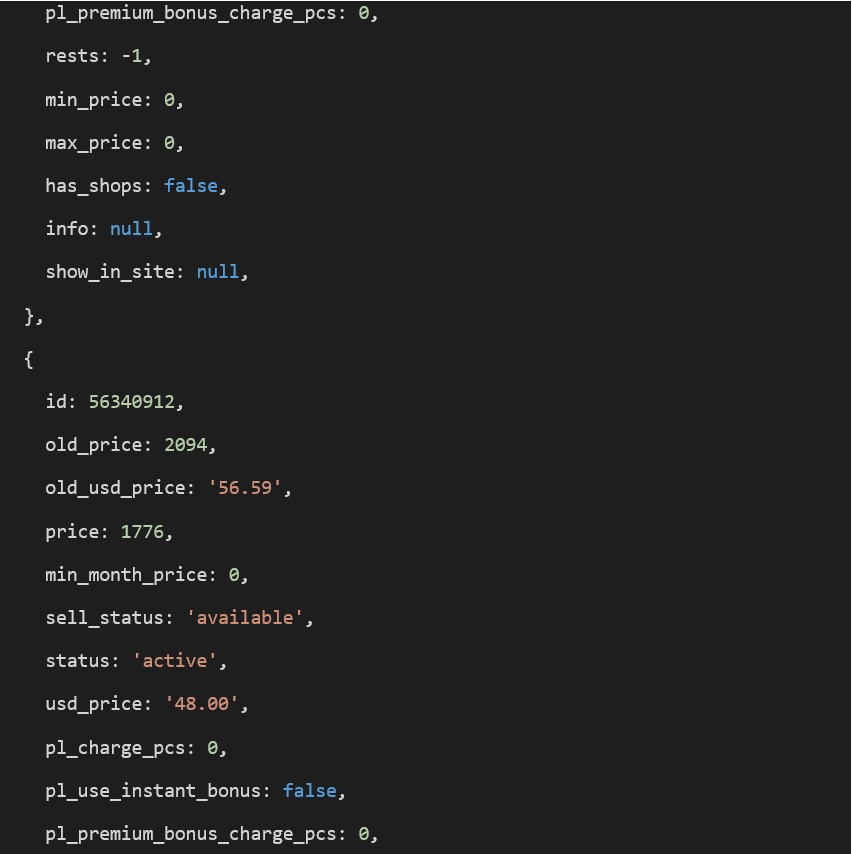 pl_premium_bonus_charge_pcs: 0,
rests: -1,
min_price: 0,
max_price: 0,
has_shops: false,
info: null,
show_in_site: null,
},
{
id: 56340912,
old_price: 2094,
old_usd_price: '56.59',
price: 1776,
min_month_price: 0,
sell_status: 'available',
status: 'active',
usd_price: '48.00',
pl_charge_pcs: 0,
pl_use_instant_bonus: false,
pl_premium_bonus_charge_pcs: 0,